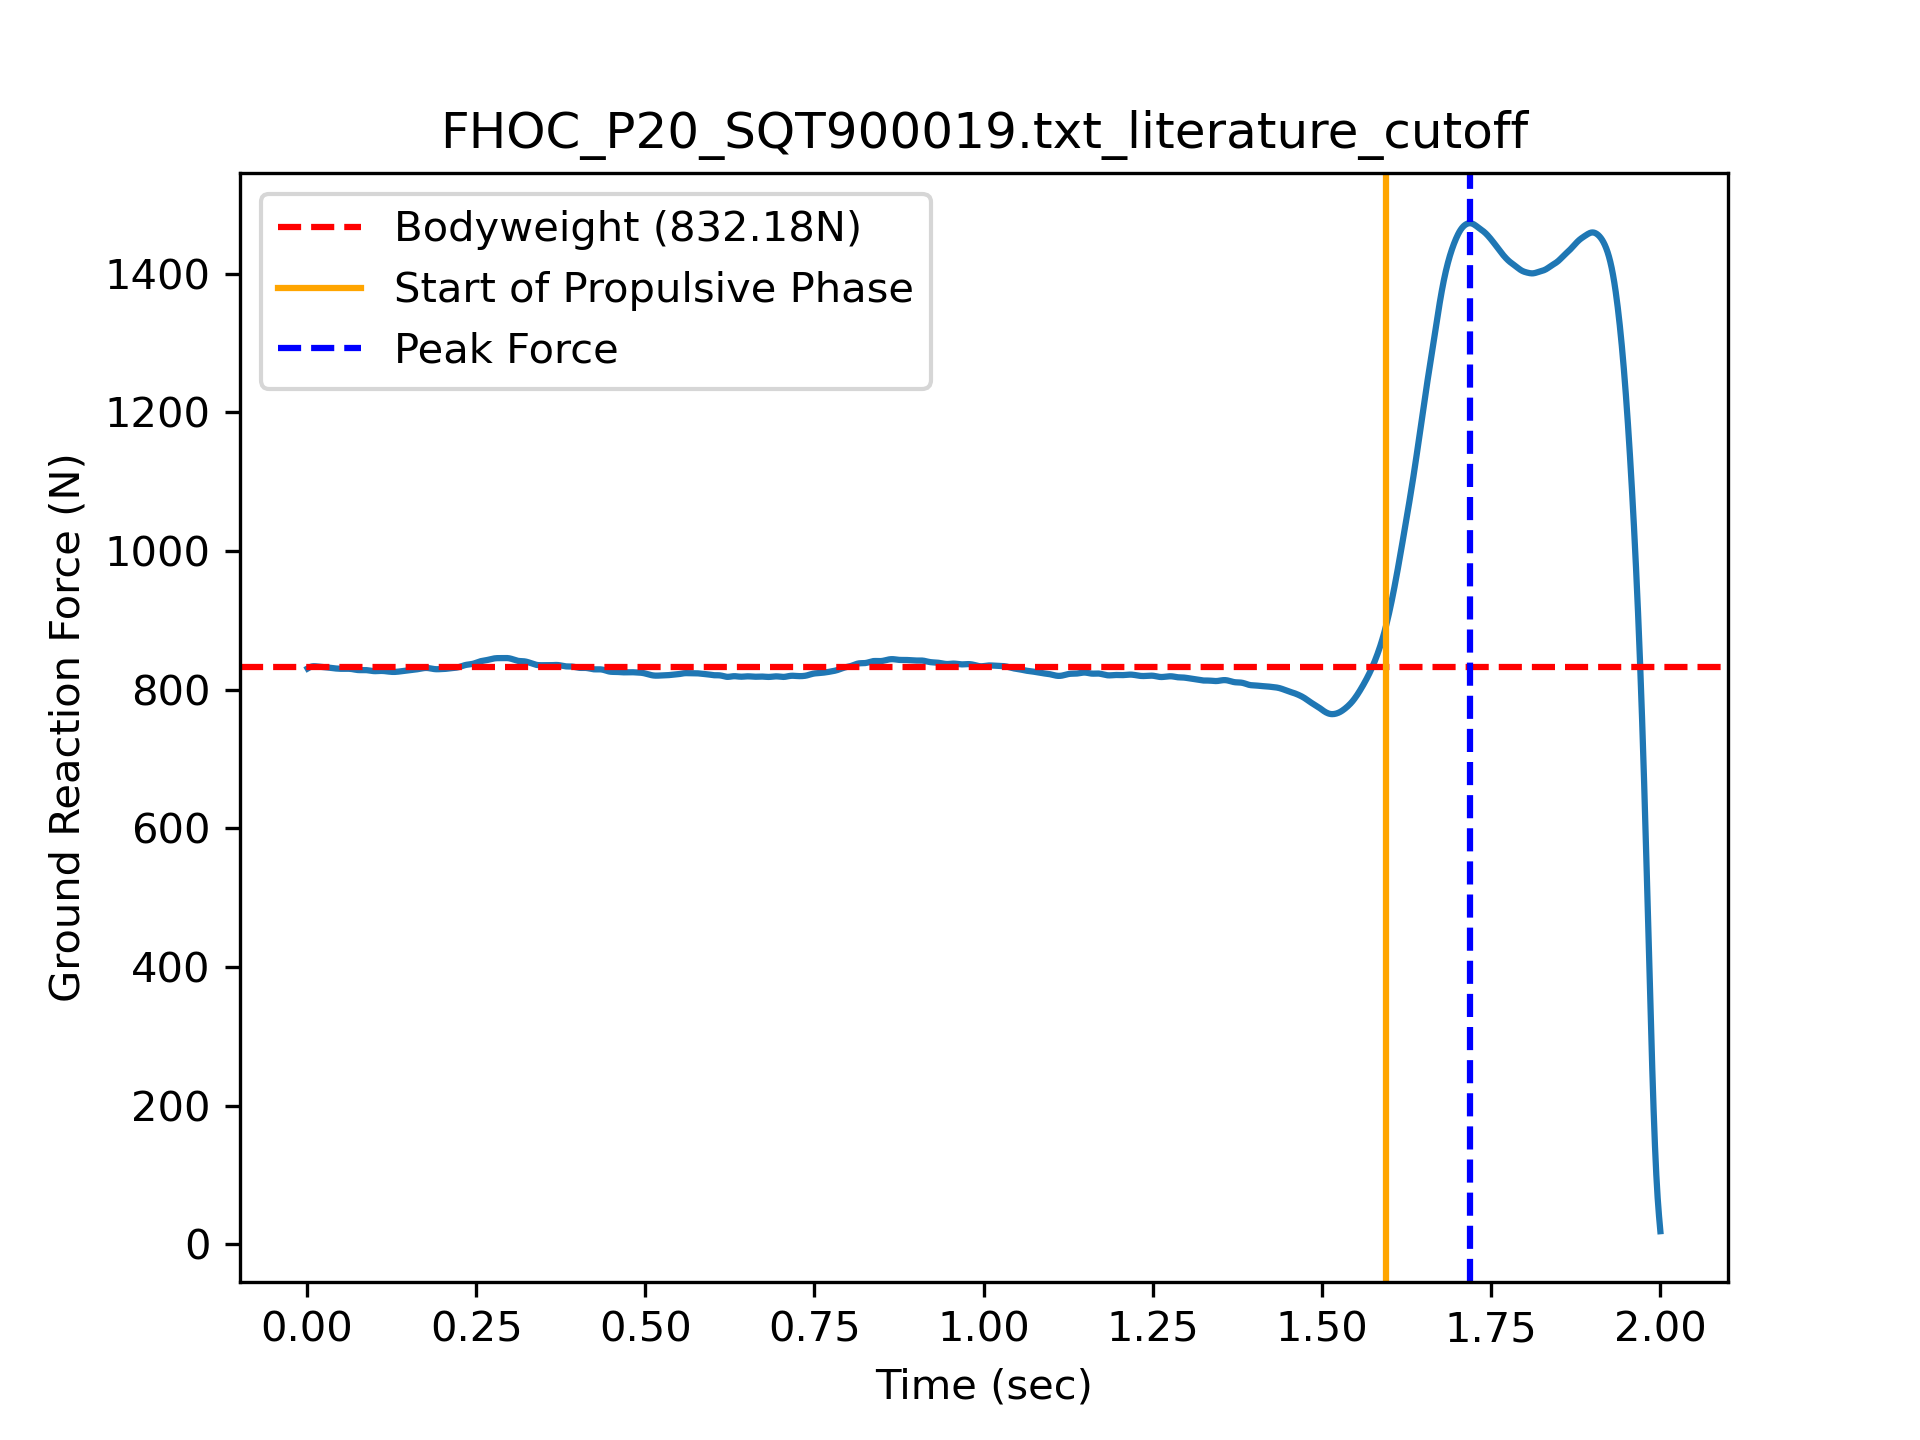 FHOC_P20_SQT900019.txt_literature_cutoff
Bodyweight (832.18N)
Start of Propulsive Phase
Peak Force
Ground Reaction Force (N)
1400
1200
1000
800
600
400
200
0
0.00 0.25 0.50 0.75 1.00 1.25 1.50 1.75 2.00
Time (sec)